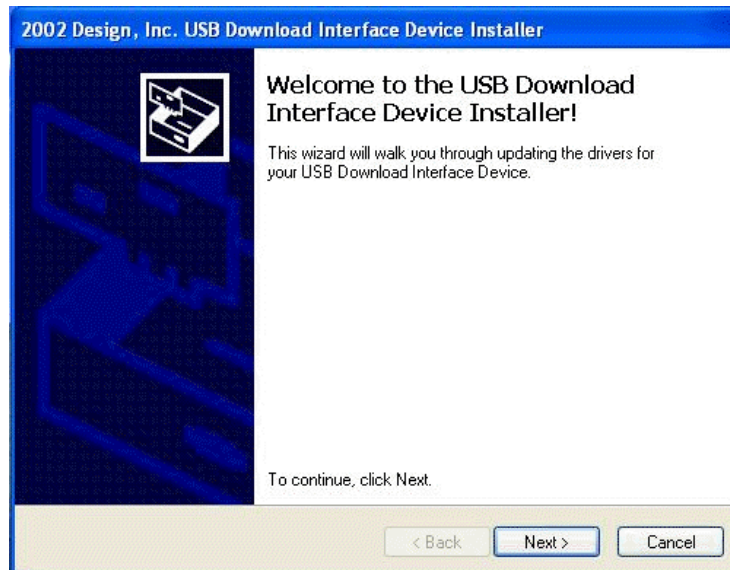 2002 Design, Inc. USB Download Interface Device Installer
Welcome to the USB Download
Interface Device Installer!
This wizard will walk you through updating the drivers for
your USB Download Interface Device.
To continue, click Next.
< Back Next > Cancel